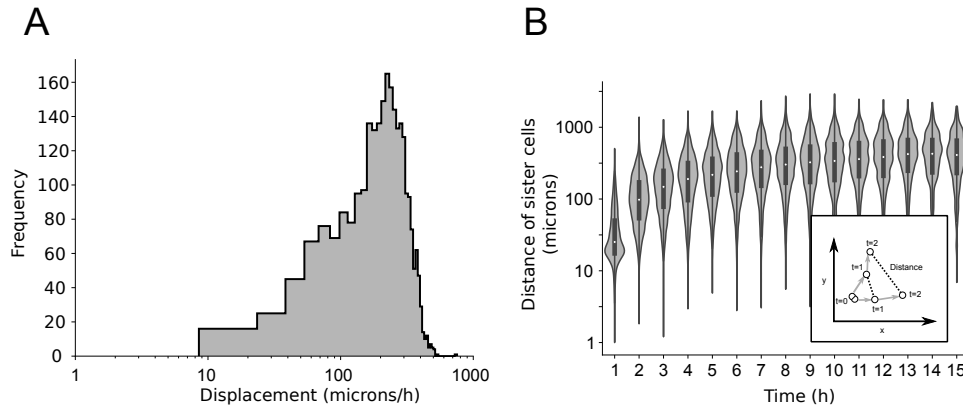 A
B
Frequency
160
140
120
100
80
60
40
20
0
1
10
100
1000
Displacement (microns/h)
Distance of sister cells
(microns)
1000
100
10
1
t=2
t=1
Distance
y
t=0
t=2
t=1
x
1 2 3 4 5 6 7 8 9 10 11 12 13 14 15
Time (h)